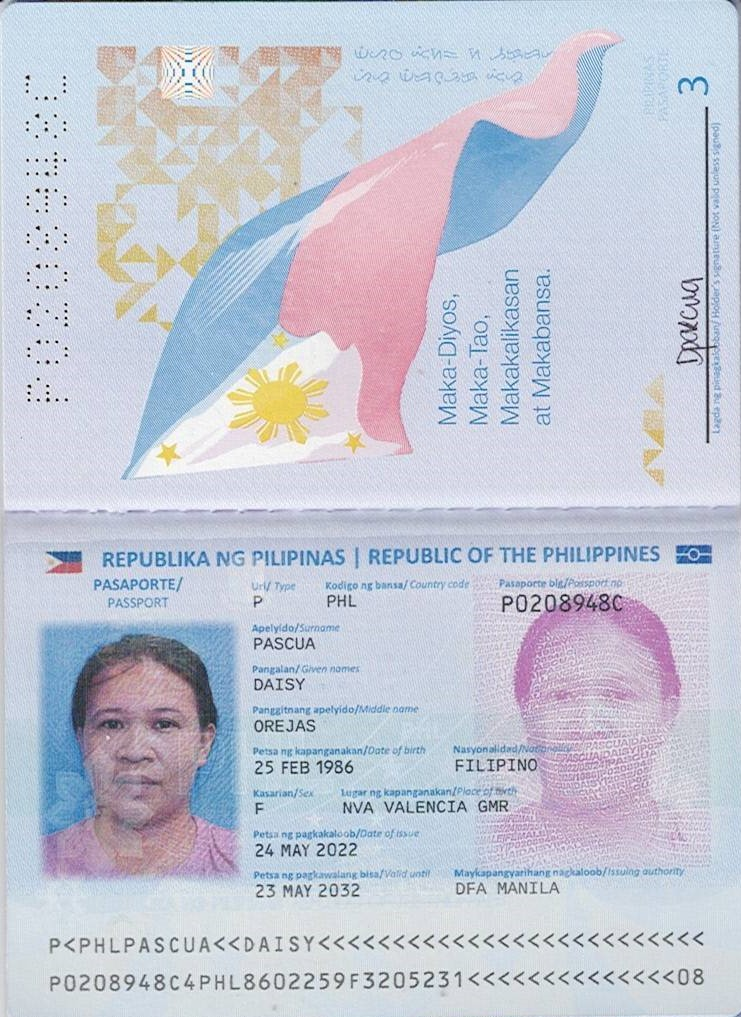 P0208948C
Maka-Diyos,
Maka-Tao,
Makakalikasan
at Makabansa.
PILIPINAS
PASAPORTE
3
Lagda ng pinagkalooban/ Holder's signature (Not valid unless signed)
REPUBLIKA NG PILIPINAS | REPUBLIC OF THE PHILIPPINES
PASAPORTE/
PASSPORT
Uri/ Type Kodigo ng bansa/ Country code Pasaporte blg/Passport no
P PHL P0208948C
Apelyido/Surname
PASCUA
Pangalan/ Given names
DAISY
Panggitnang apelyido/Middle name
OREJAS
Petsa ng kapanganakan/Date of birth Nasyonalidad/Nationality
25 FEB 1986 FILIPINO
Kasarian/Sex Lugar ng kapanganakan/Place of birth
F NVA VALENCIA GMR
Petsa ng pagkakaloob/Date of issue
24 MAY 2022
Petsa ng pagkawalang bisa/Valid until Maykapangyarihang nagkaloob/Issuing authority
23 MAY 2032 DFA MANILA
P<PHLPASCUA<<DAISY<<<<<<<<<<<<<<<<<<<<<<<<<<
P0208948C4PHL8602259F3205231<<<<<<<<<<<<<<08